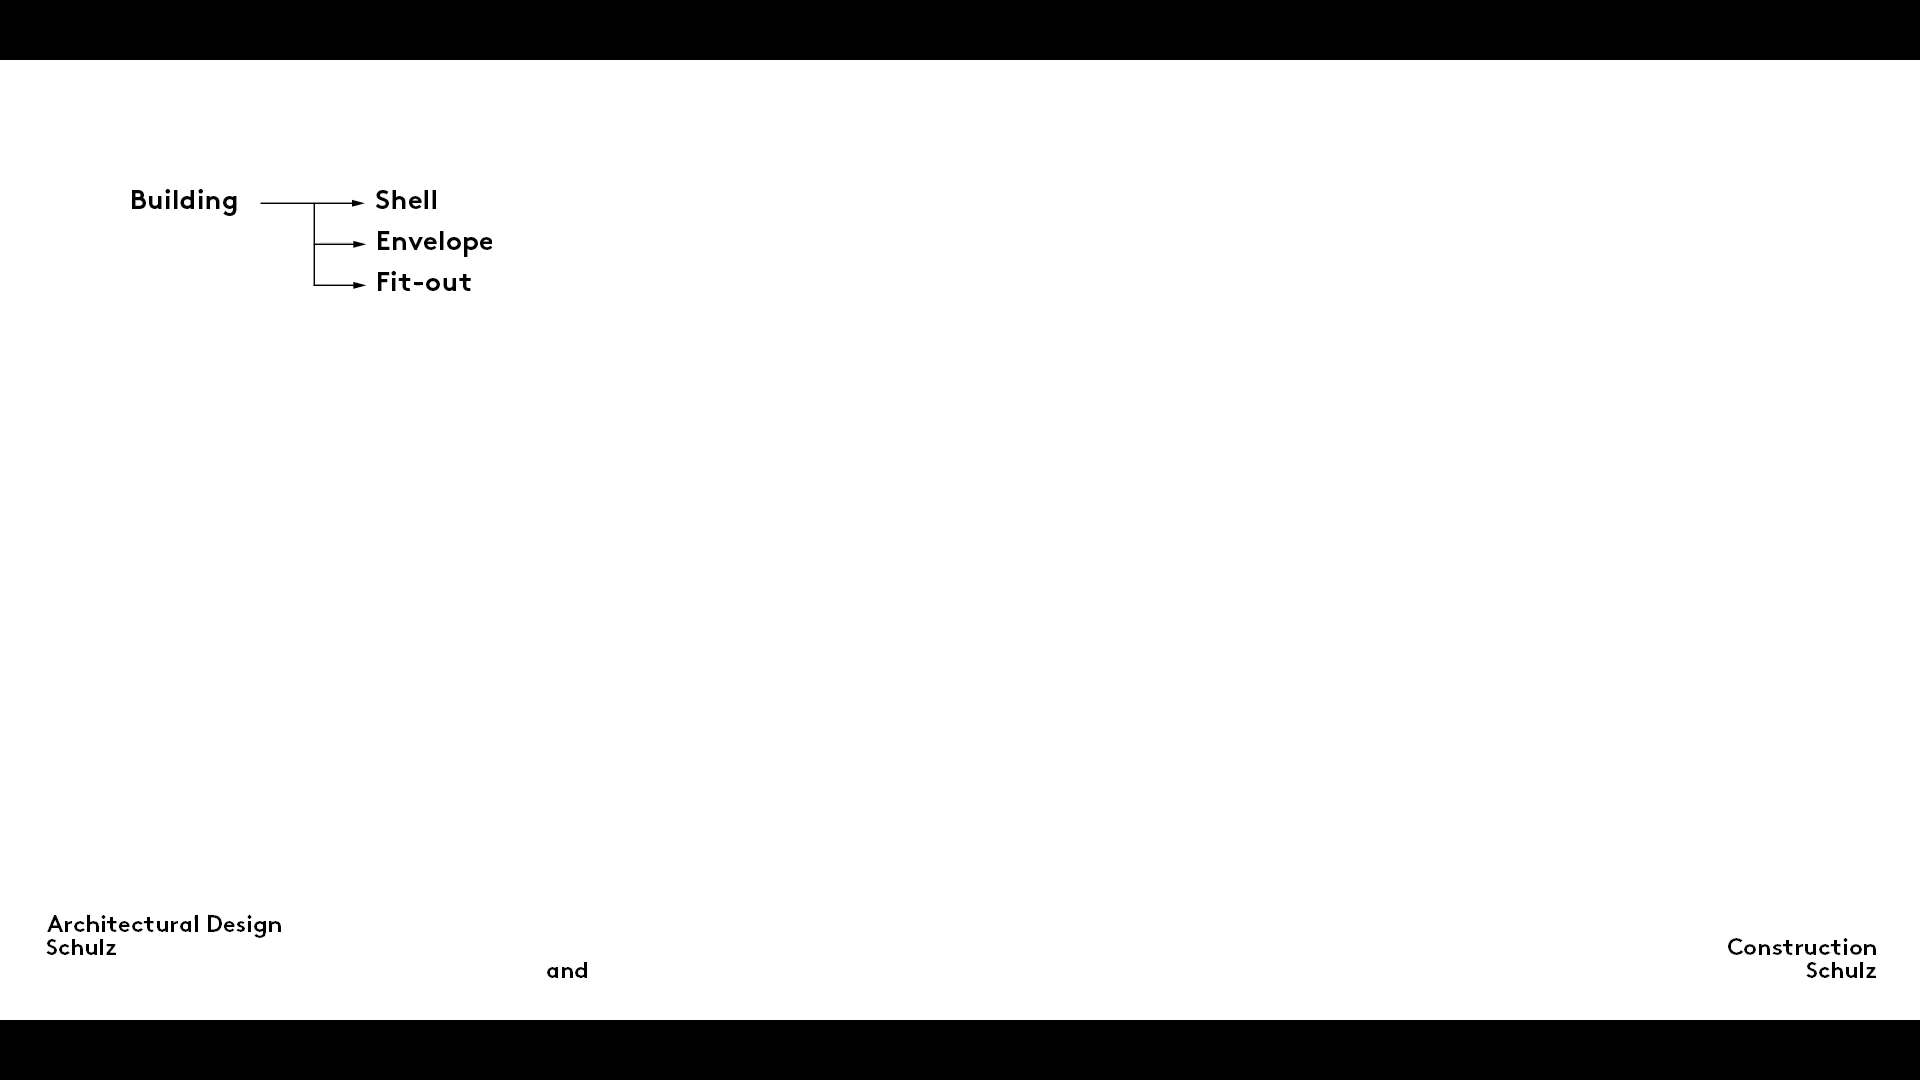 Building
Shell
Envelope
Fit-out
Architectural Design
Schulz
and
Construction
Schulz